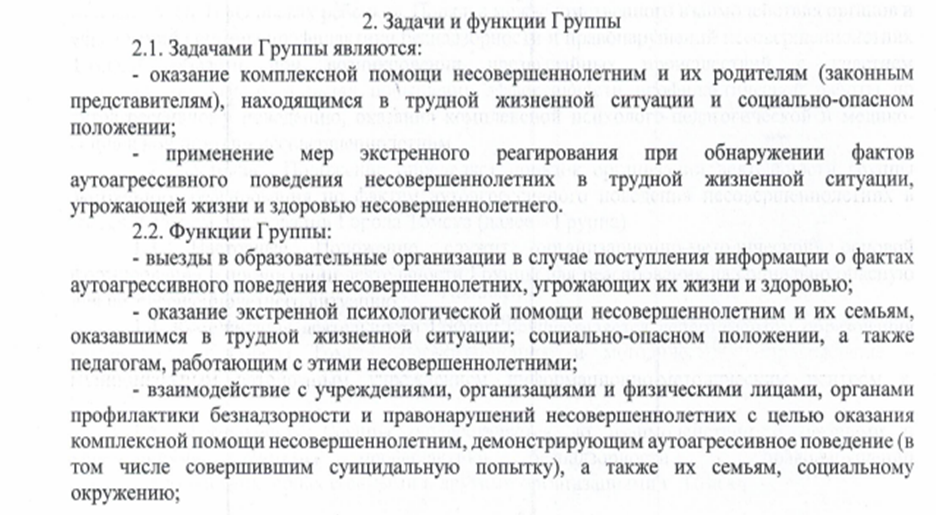 2. Задачи и функции Группы
2.1. Задачами Группы являются:
- оказание комплексной помощи несовершеннолетним и их родителям (законным
представителям), находящимся в трудной жизненной ситуации и социально-опасном
положении;
- применение мер экстренного реагирования при обнаружении фактов
аутоагрессивного поведения несовершеннолетних в трудной жизненной ситуации,
угрожающей жизни и здоровью несовершеннолетнего.
2.2. Функции Группы:
- выезды в образовательные организации в случае поступления информации о фактах
аутоагрессивного поведения несовершеннолетних, угрожающих их жизни и здоровью;
- оказание экстренной психологической помощи несовершеннолетним и их семьям,
оказавшимся в трудной жизненной ситуации; социально-опасном положении, а также
педагогам, работающим с этими несовершеннолетними;
- взаимодействие с учреждениями, организациями и физическими лицами, органами
профилактики безнадзорности и правонарушений несовершеннолетних с целью оказания
комплексной помощи несовершеннолетним, демонстрирующим аутоагрессивное поведение (в
том числе совершившим суицидальную попытку), а также их семьям, социальному
окружению;